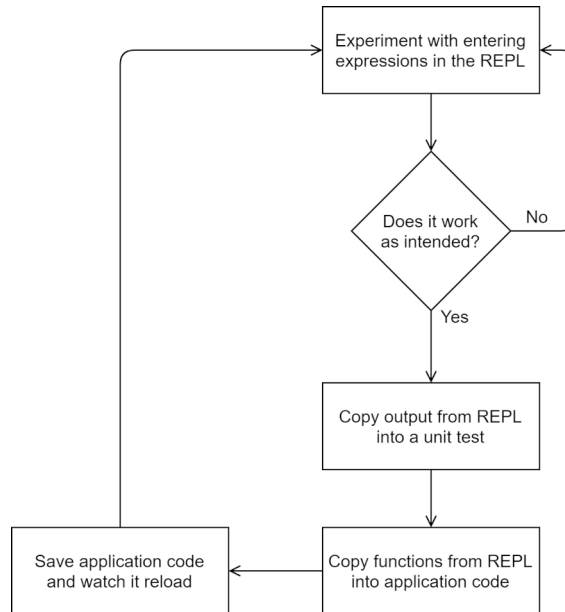 Experiment with entering
expressions in the REPL
Does it work
as intended?
No
Yes
Copy output from REPL
into a unit test
Copy functions from REPL
into application code
Save application code
and watch it reload